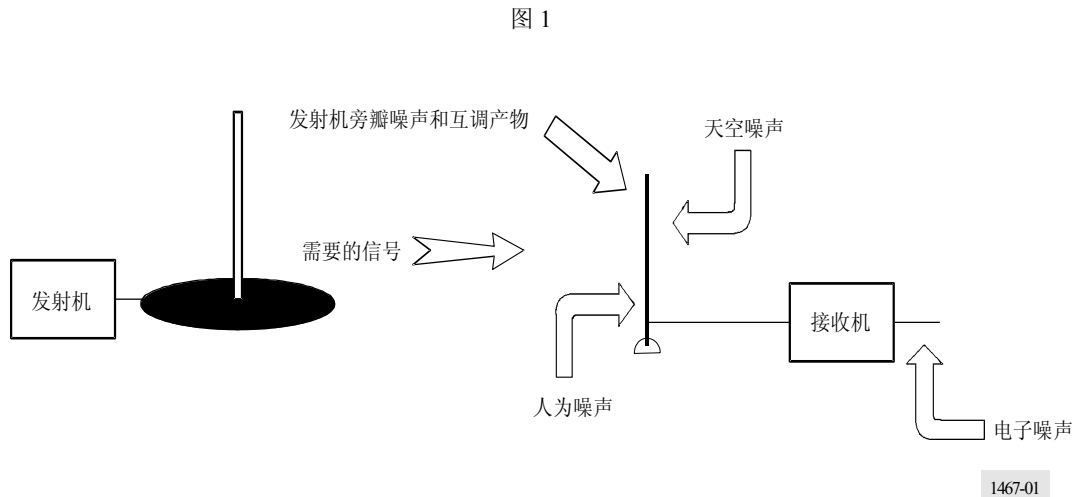 图 1
发射机旁瓣噪声和互调产物
天空噪声
需要的信号
发射机
接收机
人为噪声
电子噪声
1467-01